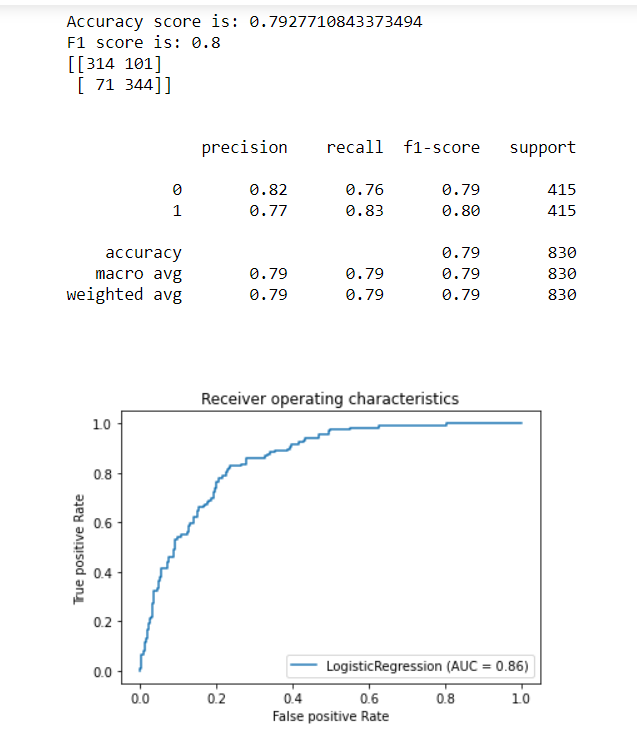 Accuracy score is: 0.7927710843373494
F1 score is: 0.8
[[314 101]
[ 71 344]]
precision recall f1-score support
0 0.82 0.76 0.79 415
1 0.77 0.83 0.80 415
accuracy 0.79 830
macro avg 0.79 0.79 0.79 830
weighted avg 0.79 0.79 0.79 830
Receiver operating characteristics
1.0
0.8
0.6
0.4
0.2
0.0
True positive Rate
LogisticRegression (AUC = 0.86)
0.0 0.2 0.4 0.6 0.8 1.0
False positive Rate